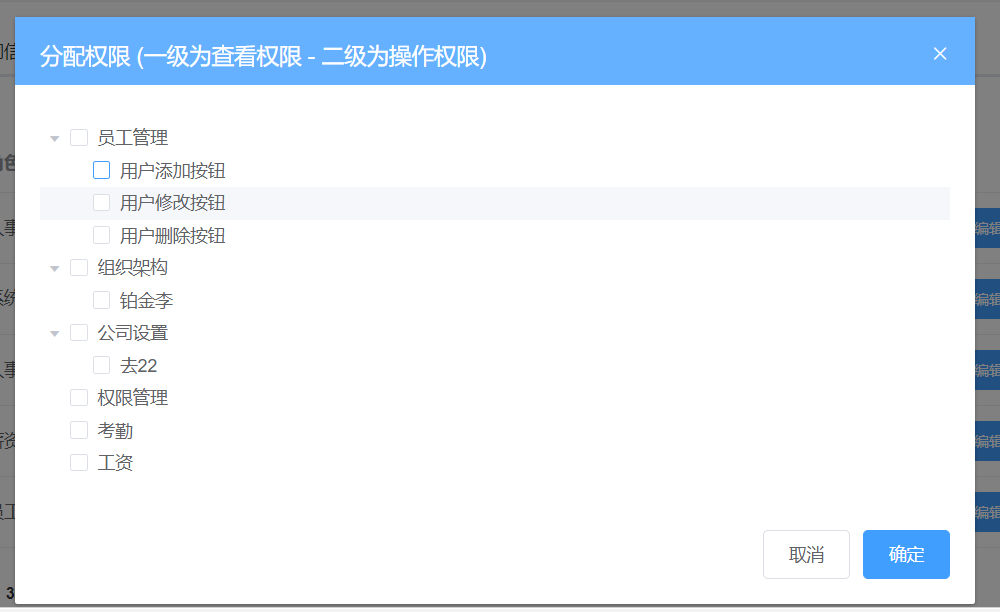 分配权限 (一级为查看权限 - 二级为操作权限)
员工管理
用户添加按钮
用户修改按钮
用户删除按钮
组织架构
铂金李
公司设置
去22
权限管理
考勤
工资
取消
确定
编辑
编辑
编辑
编辑
编辑